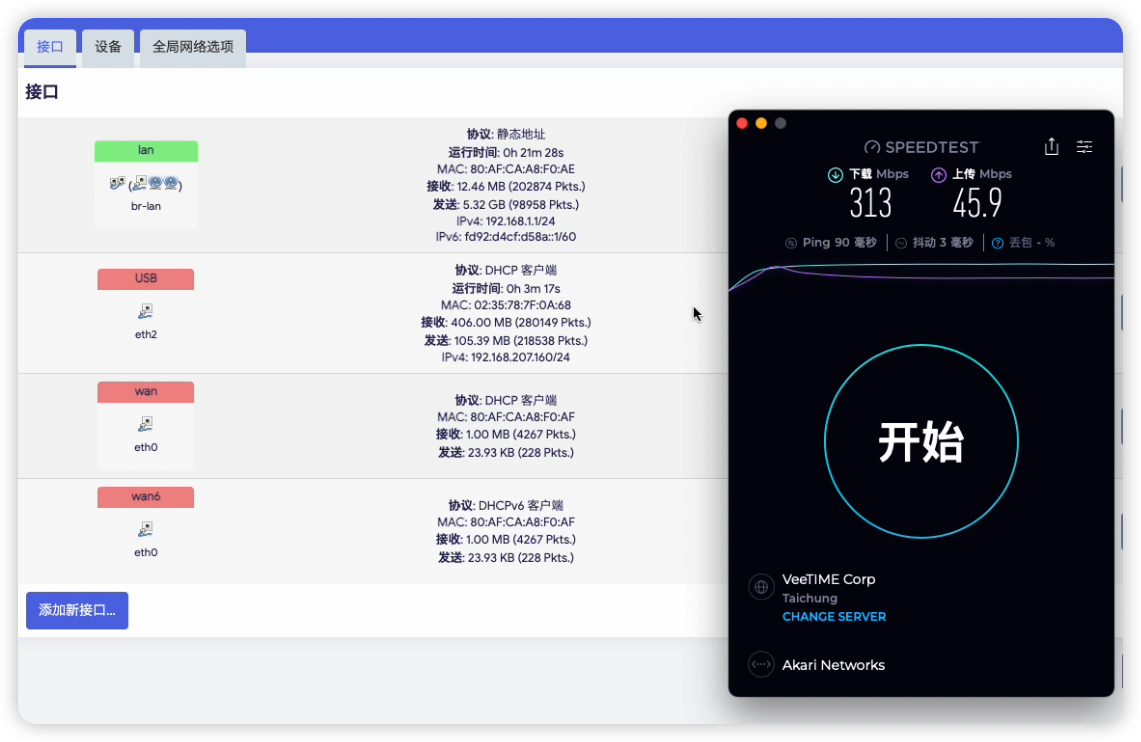 接口 设备 全局网络选项
接口
lan
br-lan
协议: 静态地址
运行时间: 0h 21m 28s
MAC: 80:AF:CA:A8:F0:AE
接收: 12.46 MB (202874 Pkts.)
发送: 5.32 GB (98958 Pkts.)
IPv4: 192.168.1.1/24
IPv6: fd92:d4cf:d58a::1/60
USB
eth2
协议: DHCP 客户端
运行时间: 0h 3m 17s
MAC: 02:35:78:7F:0A:68
接收: 406.00 MB (280149 Pkts.)
发送: 105.39 MB (218538 Pkts.)
IPv4: 192.168.207.160/24
wan
eth0
协议: DHCP 客户端
MAC: 80:AF:CA:A8:F0:AF
接收: 1.00 MB (4267 Pkts.)
发送: 23.93 KB (228 Pkts.)
wan6
eth0
协议: DHCPv6 客户端
MAC: 80:AF:CA:A8:F0:AF
接收: 1.00 MB (4267 Pkts.)
发送: 23.93 KB (228 Pkts.)
添加新接口...
SPEEDTEST
下载 Mbps 上传 Mbps
313 45.9
Ping 90 毫秒 抖动 3 毫秒 丢包 - %
开始
VeeTIME Corp
Taichung
CHANGE SERVER
Akari Networks